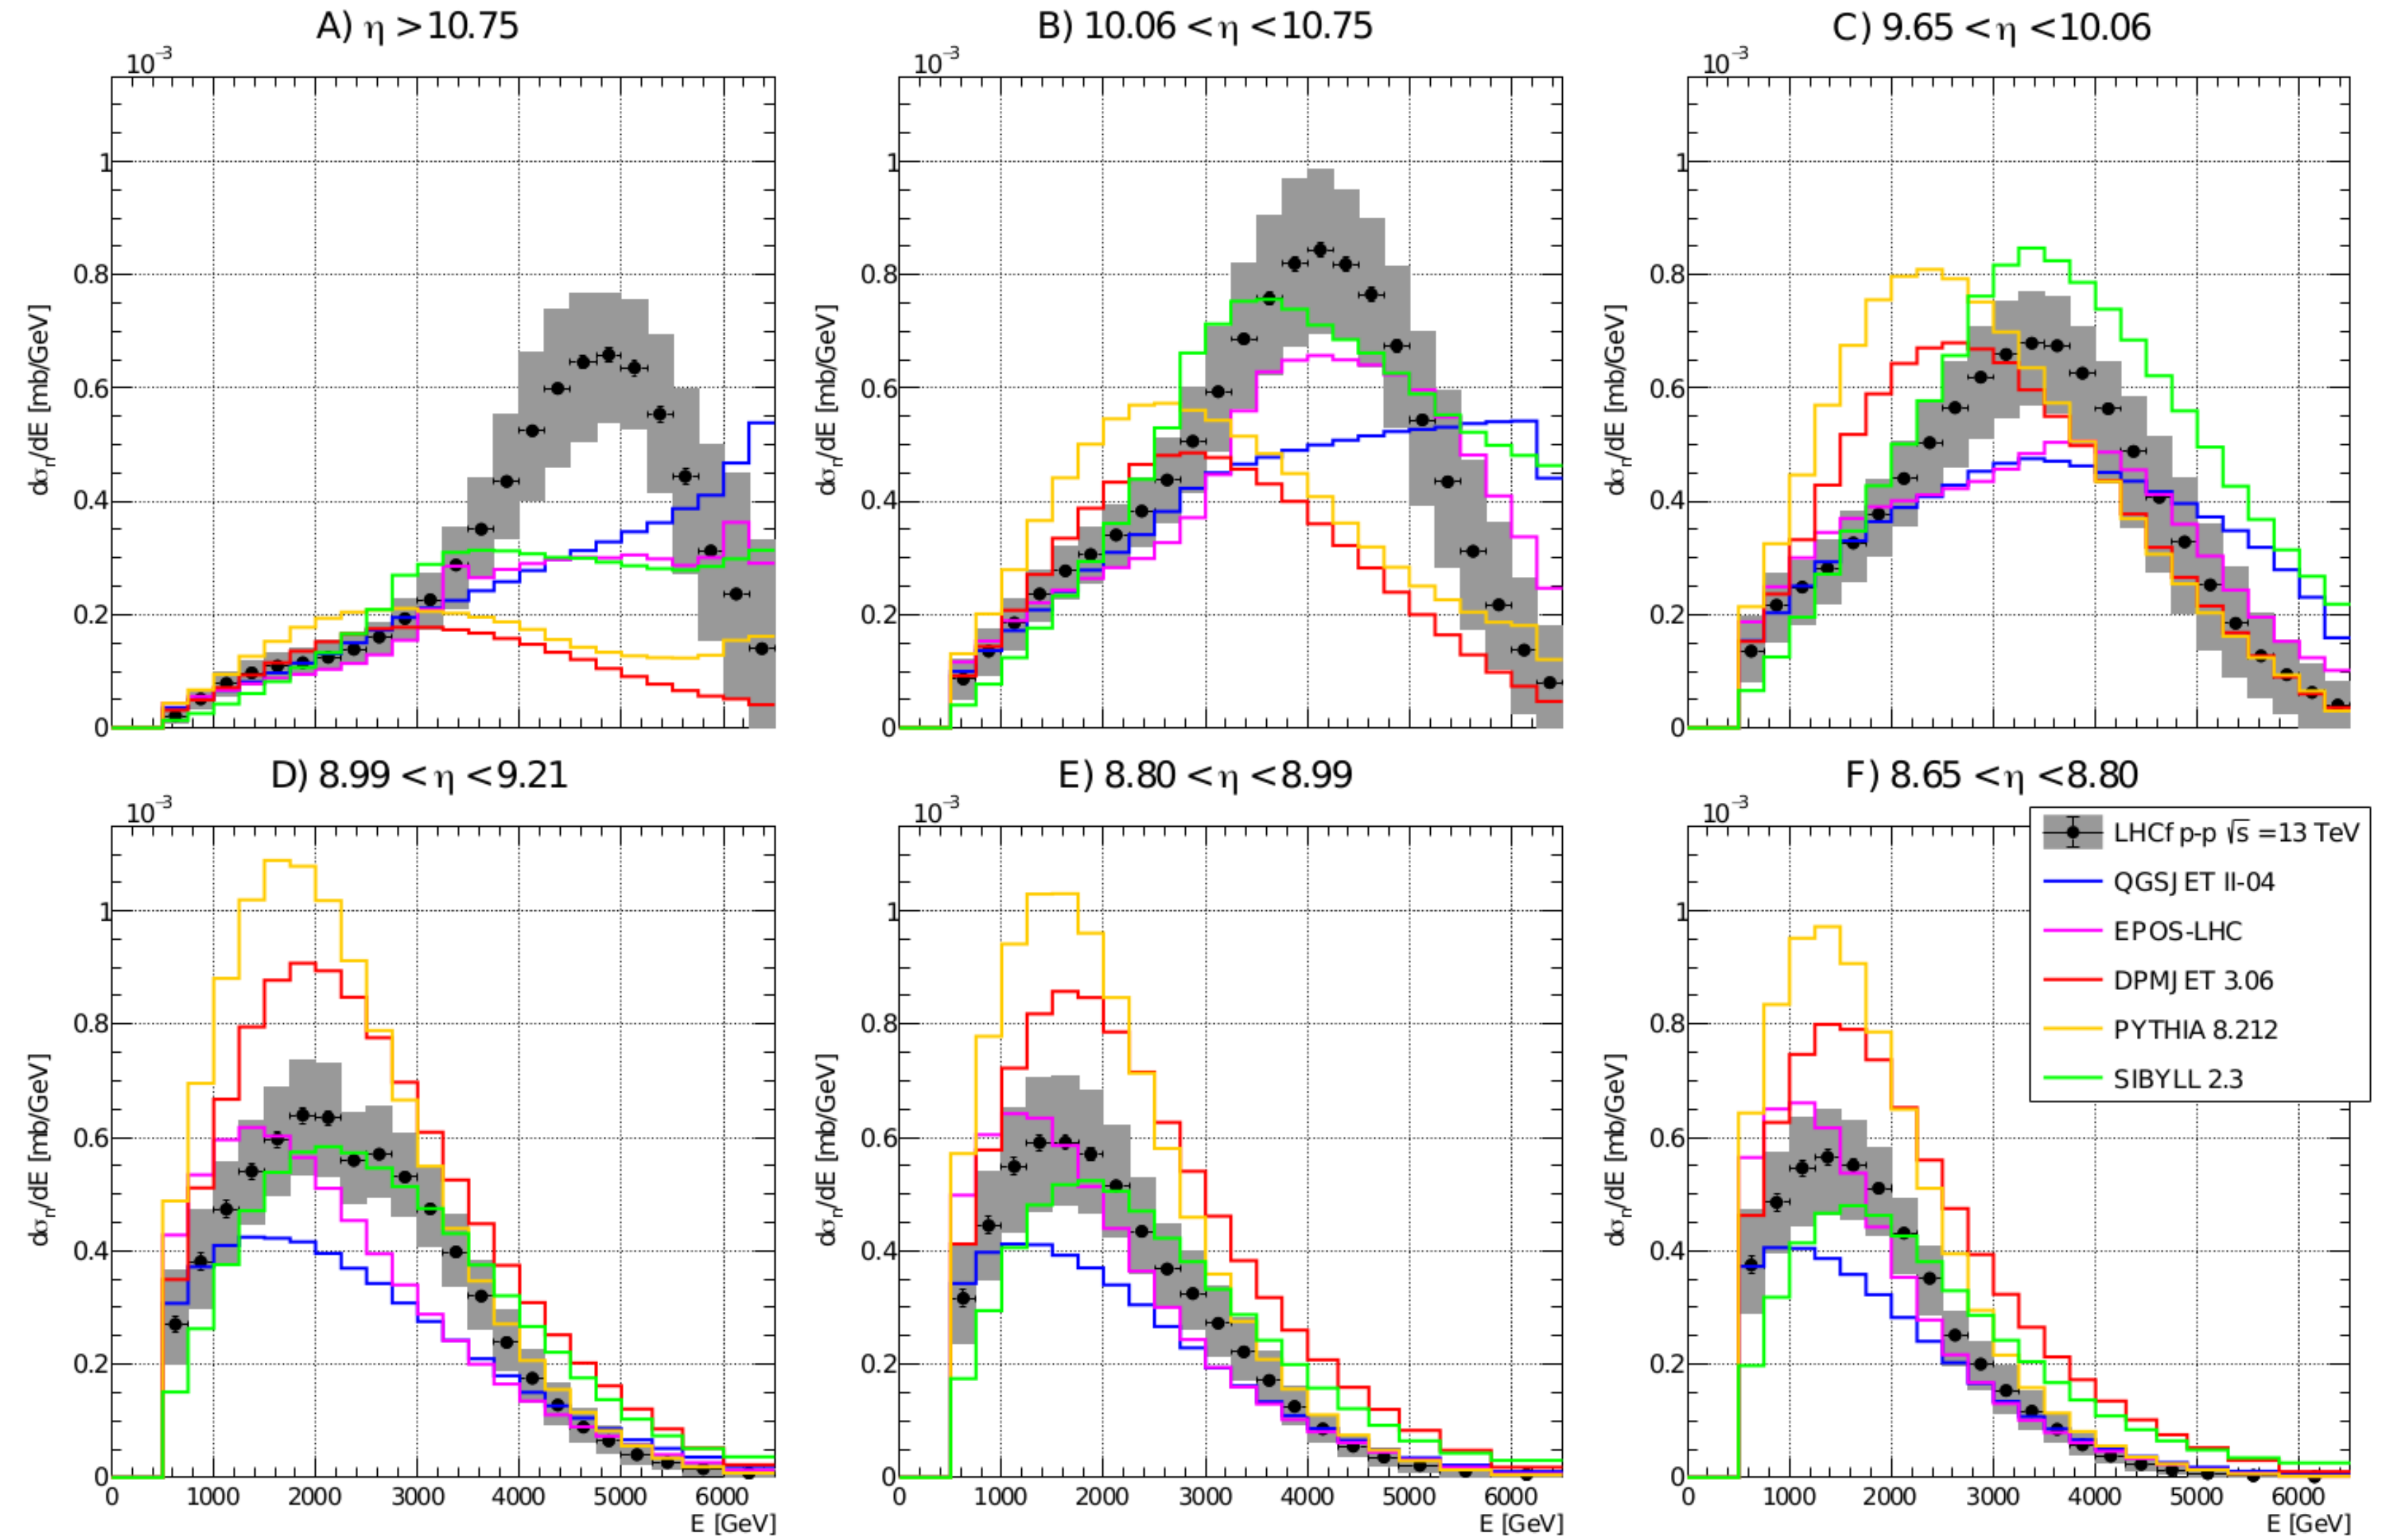 A) η >10.75
B) 10.06 < η <10.75
C) 9.65 < η <10.06
10⁻³
1
0.8
0.6
0.4
0.2
0
dσₙ/dE [mb/GeV]
10⁻³
1
0.8
0.6
0.4
0.2
0
dσₙ/dE [mb/GeV]
10⁻³
1
0.8
0.6
0.4
0.2
0
dσₙ/dE [mb/GeV]
D) 8.99 < η <9.21
E) 8.80 < η <8.99
F) 8.65 < η <8.80
10⁻³
1
0.8
0.6
0.4
0.2
0
dσₙ/dE [mb/GeV]
0 1000 2000 3000 4000 5000 6000
E [GeV]
10⁻³
1
0.8
0.6
0.4
0.2
0
dσₙ/dE [mb/GeV]
0 1000 2000 3000 4000 5000 6000
E [GeV]
10⁻³
1
0.8
0.6
0.4
0.2
0
dσₙ/dE [mb/GeV]
0 1000 2000 3000 4000 5000 6000
E [GeV]
LHCf p-p √s =13 TeV
QGSJET II-04
EPOS-LHC
DPMJET 3.06
PYTHIA 8.212
SIBYLL 2.3